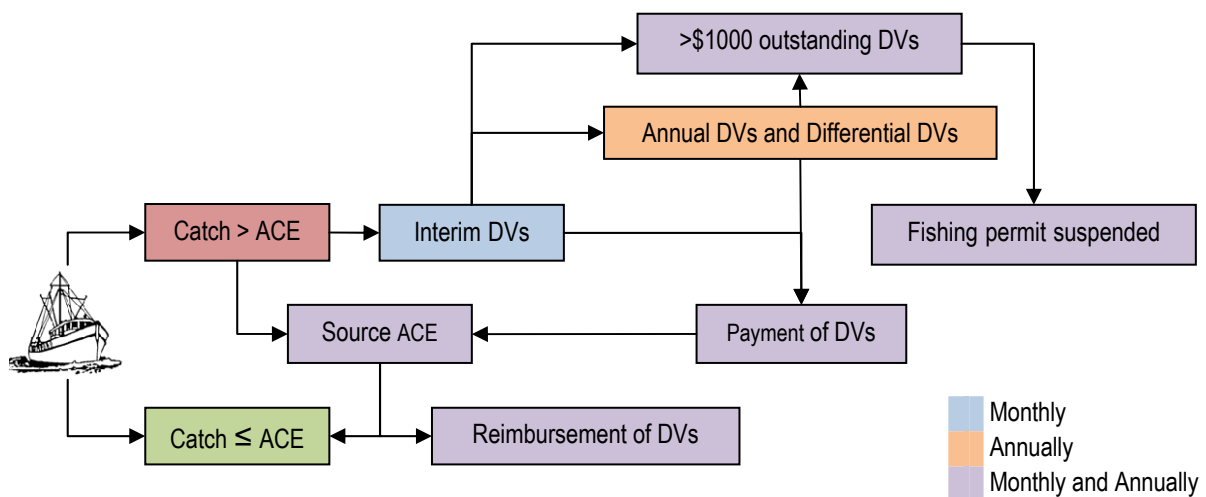 >$1000 outstanding DVs
Annual DVs and Differential DVs
Catch > ACE
Interim DVs
Fishing permit suspended
Source ACE
Payment of DVs
Catch ≤ ACE
Reimbursement of DVs
Monthly
Annually
Monthly and Annually